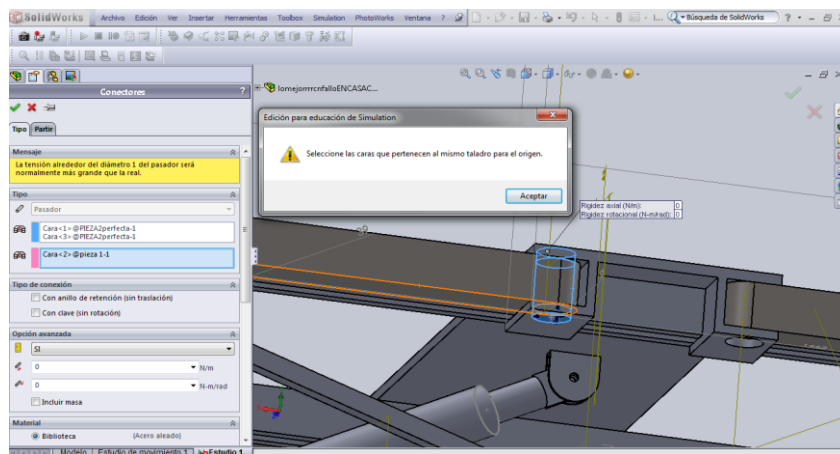 SolidWorks Archivo Edición Ver Insertar Herramientas Toolbox Simulation PhotoWorks Ventana ? Búsqueda de SolidWorks ?
Conectores ?
lomejorrrcnfalloENCASAC...
Tipo Partir
Mensaje
La tensión alrededor del diámetro 1 del pasador será
normalmente más grande que la real.
Tipo
Pasador
Cara<1> @PIEZA2perfecta-1
Cara<3> @PIEZA2perfecta-1
Cara<2> @pieza 1-1
Tipo de conexión
Con anillo de retención (sin traslación)
Con clave (sin rotación)
Opción avanzada
SI
0 N/m
0 N-m/rad
Incluir masa
Material
Biblioteca (Acero aleado)
Edición para educación de Simulation
Seleccione las caras que pertenecen al mismo taladro para el origen.
Aceptar
Rigidez axial (N/m): 0
Rigidez rotacional (N-m/rad): 0
Modelo Estudio de movimiento 1 Estudio 1